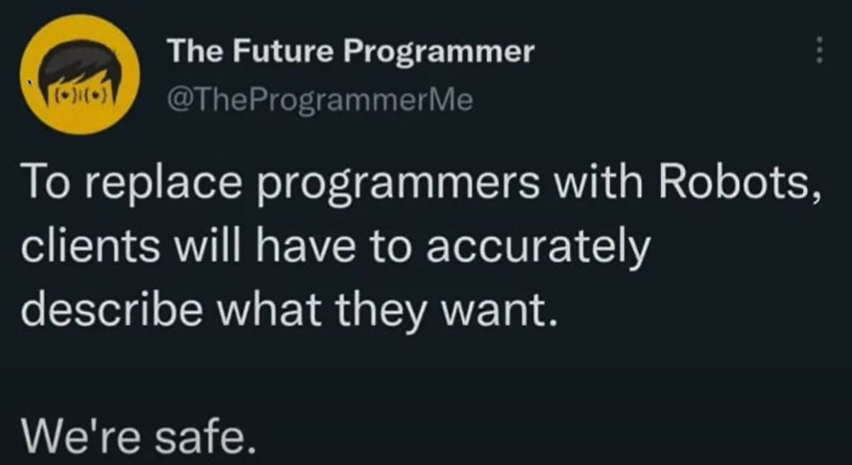 The Future Programmer
@TheProgrammerMe
To replace programmers with Robots,
clients will have to accurately
describe what they want.
We're safe.